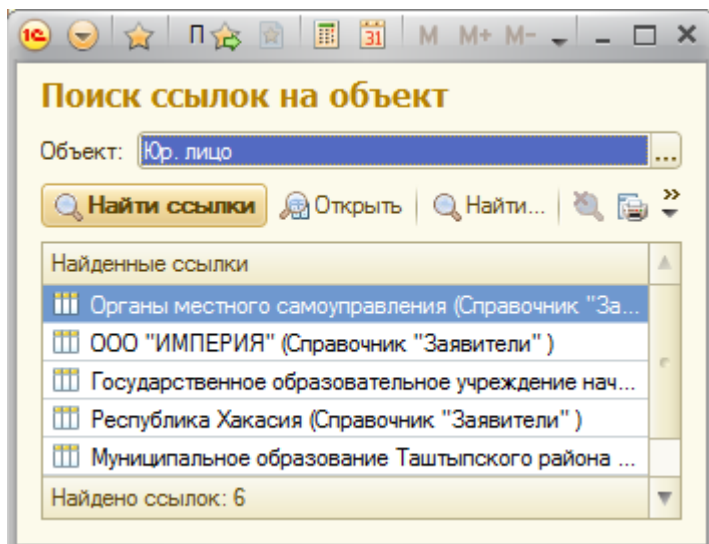 1С П 31 M M+ M-
Поиск ссылок на объект
Объект: Юр. лицо ...
Найти ссылки Открыть Найти...
Найденные ссылки
Органы местного самоуправления (Справочник "За...
ООО "ИМПЕРИЯ" (Справочник "Заявители" )
Государственное образовательное учреждение нач...
Республика Хакасия (Справочник "Заявители" )
Муниципальное образование Таштыпского района ...
Найдено ссылок: 6